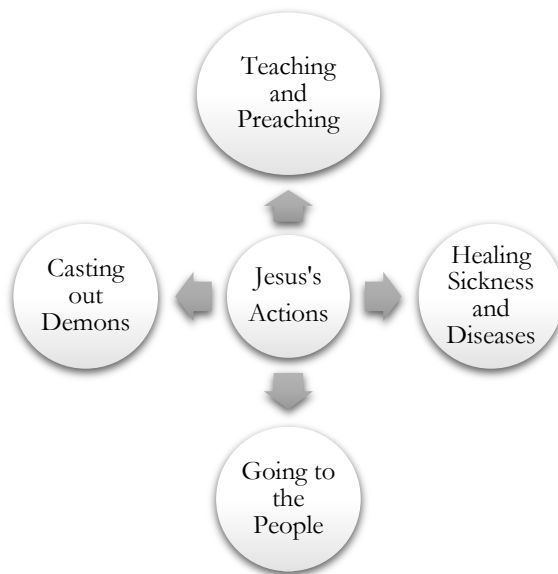 Teaching
and
Preaching
Casting
out
Demons
Jesus's
Actions
Healing
Sickness
and
Diseases
Going to
the
People